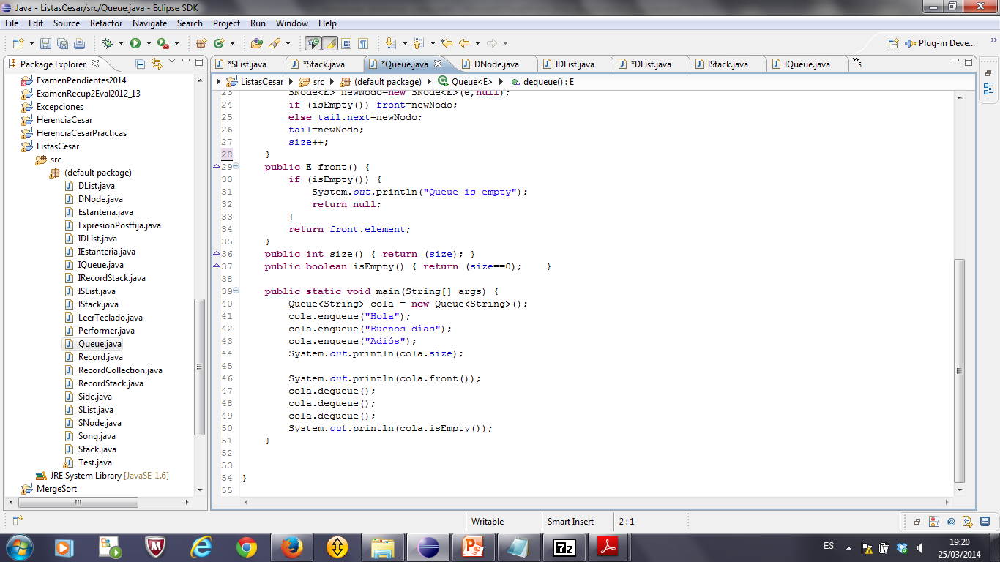 Java - ListasCesar/src/Queue.java - Eclipse SDK
File Edit Source Refactor Navigate Search Project Run Window Help
Plug-in Deve...
Package Explorer
*SList.java *Stack.java *Queue.java DNode.java IDList.java *DList.java IStack.java IQueue.java »5
ListasCesar src (default package) Queue<E> dequeue() : E
ExamenPendientes2014
ExamenRecup2Eval2012_13
Excepciones
HerenciaCesar
HerenciaCesarPracticas
ListasCesar
src
(default package)
DList.java
DNode.java
Estanteria.java
ExpresionPostfija.java
IDList.java
IEstanteria.java
IQueue.java
IRecordStack.java
ISList.java
IStack.java
LeerTeclado.java
Performer.java
Queue.java
Record.java
RecordCollection.java
RecordStack.java
Side.java
SList.java
SNode.java
Song.java
Stack.java
Test.java
JRE System Library [JavaSE-1.6]
MergeSort
23 SNode<E> newNodo=new SNode<E>(e,null);
24 if (isEmpty()) front=newNodo;
25 else tail.next=newNodo;
26 tail=newNodo;
27 size++;
28 }
29 public E front() {
30 if (isEmpty()) {
31 System.out.println("Queue is empty");
32 return null;
33 }
34 return front.element;
35 }
36 public int size() { return (size); }
37 public boolean isEmpty() { return (size==0); }
38
39 public static void main(String[] args) {
40 Queue<String> cola = new Queue<String>();
41 cola.enqueue("Hola");
42 cola.enqueue("Buenos días");
43 cola.enqueue("Adiós");
44 System.out.println(cola.size);
45
46 System.out.println(cola.front());
47 cola.dequeue();
48 cola.dequeue();
49 cola.dequeue();
50 System.out.println(cola.isEmpty());
51 }
52
53
54 }
55
Writable Smart Insert 2 : 1
ES 19:20
25/03/2014